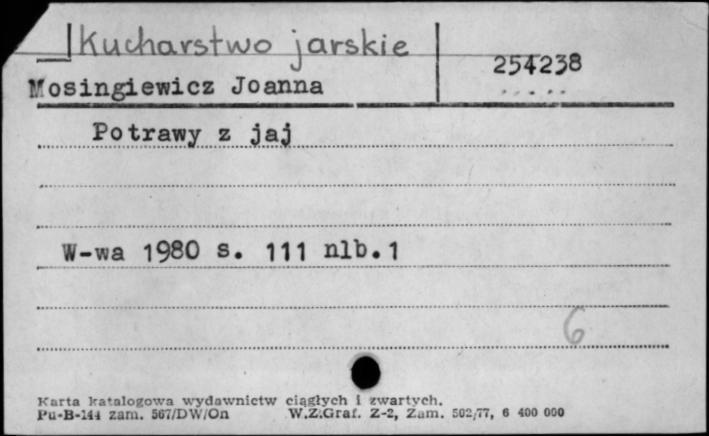 Kucharstwo jarskie
254238
Mosingiewicz Joanna
Potrawy z jaj
W-wa 1980 s. 111 nlb.1
6
Karta katalogowa wydawnictw ciągłych i zwartych.
Pu-B-144 zam. 567/DW/On W.Z.Graf. Z-2, Zam. 502/77, 6 400 000